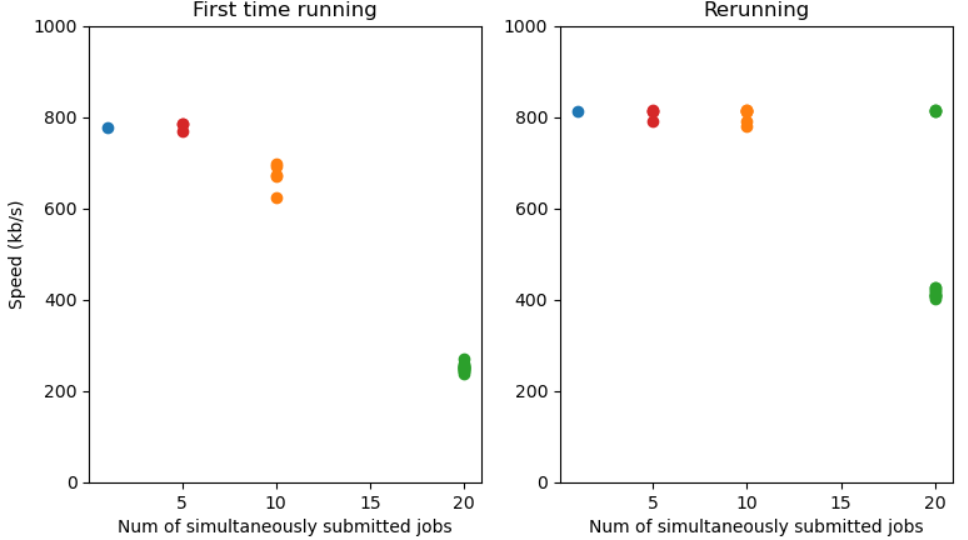 First time running
1000
800
600
400
200
0
Speed (kb/s)
5 10 15 20
Num of simultaneously submitted jobs
Rerunning
1000
800
600
400
200
0
5 10 15 20
Num of simultaneously submitted jobs